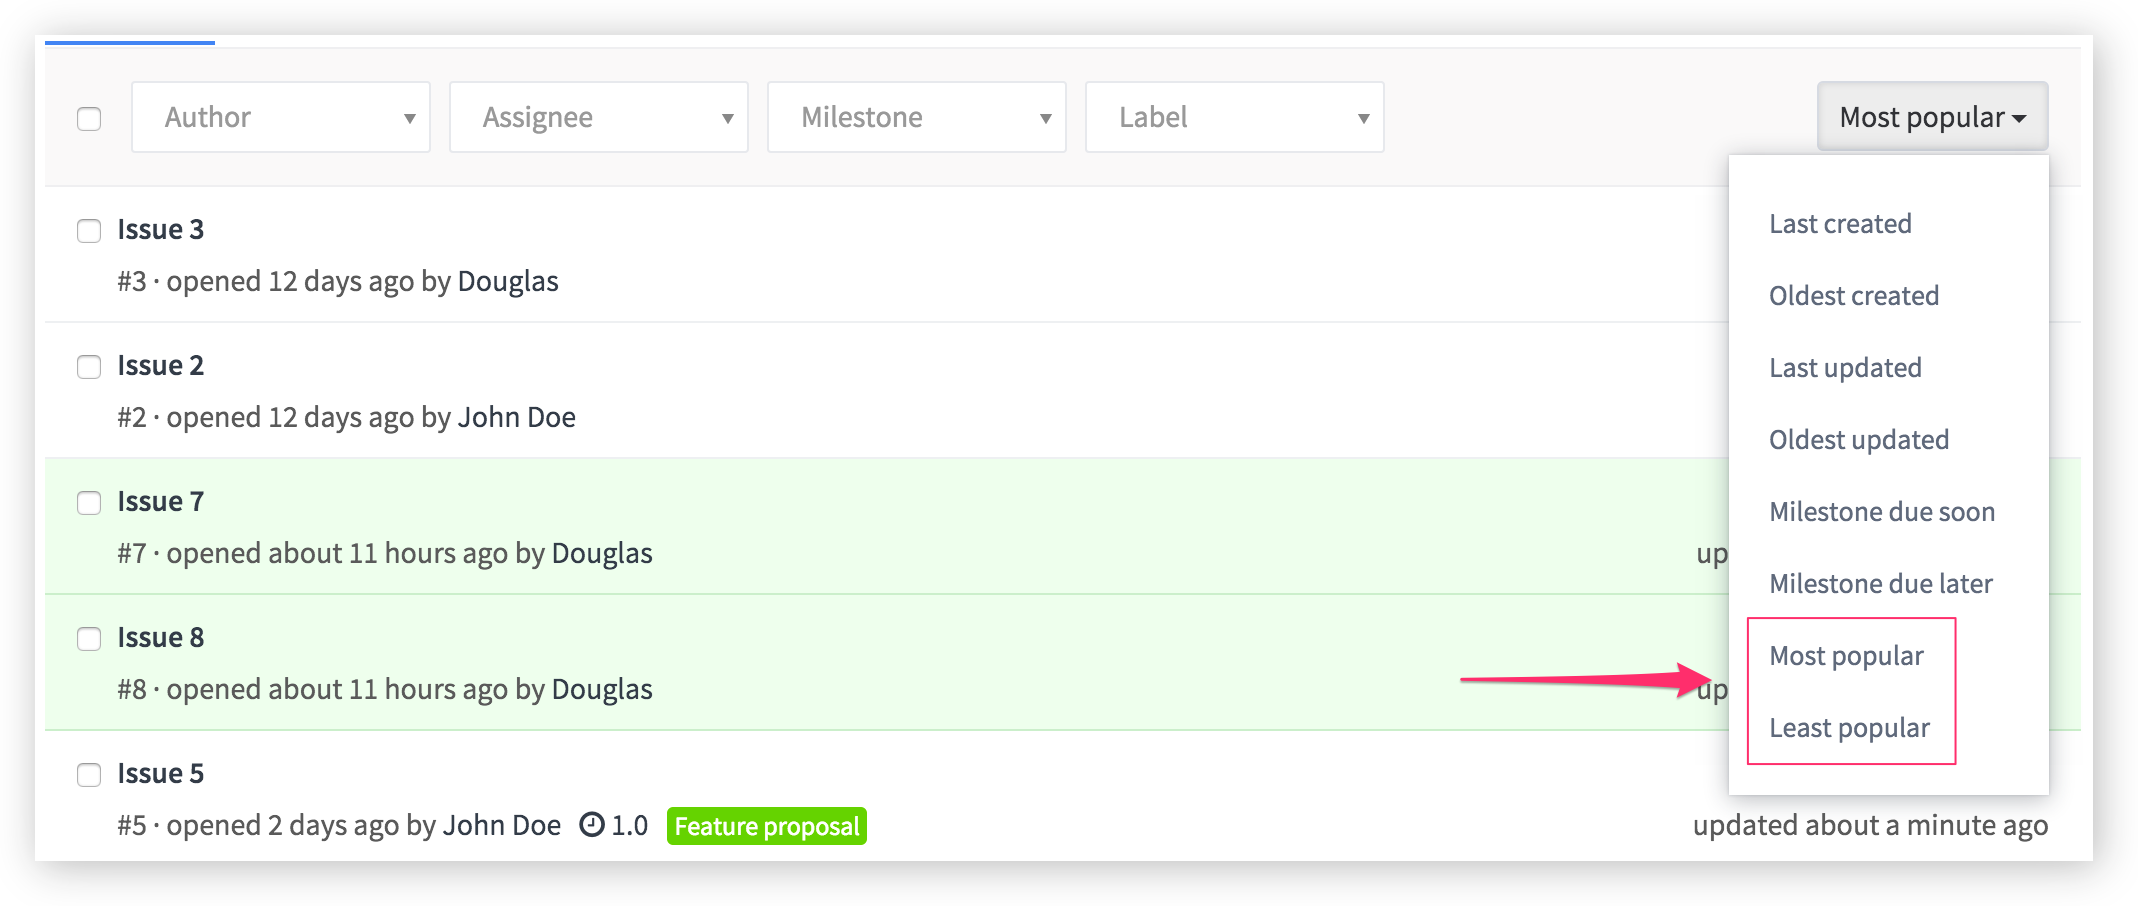 Author Assignee Milestone Label Most popular
Last created
Issue 3
#3 · opened 12 days ago by Douglas
Oldest created
Issue 2
Last updated
#2 · opened 12 days ago by John Doe
Oldest updated
Issue 7
Milestone due soon
#7 · opened about 11 hours ago by Douglas up
Milestone due later
Issue 8
Most popular
#8 · opened about 11 hours ago by Douglas up
Least popular
Issue 5
#5 · opened 2 days ago by John Doe 1.0 Feature proposal updated about a minute ago